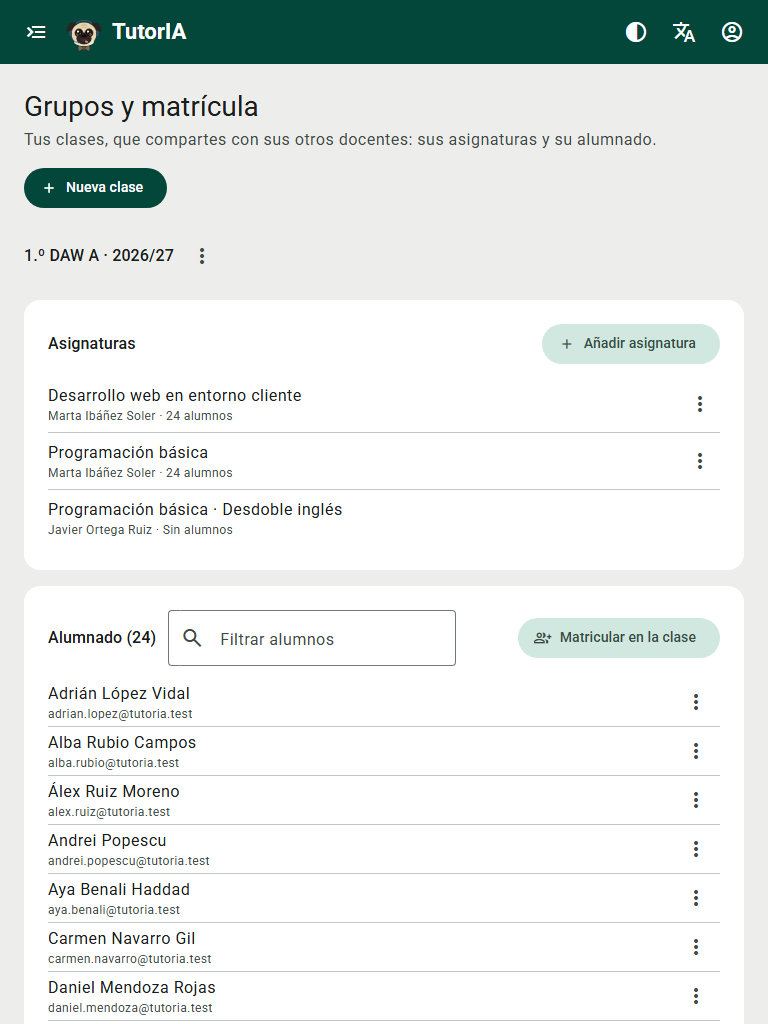 TutorIA
Grupos y matrícula
Tus clases, que compartes con sus otros docentes: sus asignaturas y su alumnado.
+ Nueva clase
1.º DAW A · 2026/27
Asignaturas
+ Añadir asignatura
Desarrollo web en entorno cliente
Marta Ibáñez Soler · 24 alumnos
Programación básica
Marta Ibáñez Soler · 24 alumnos
Programación básica · Desdoble inglés
Javier Ortega Ruiz · Sin alumnos
Alumnado (24)
Filtrar alumnos
Matricular en la clase
Adrián López Vidal
adrian.lopez@tutoria.test
Alba Rubio Campos
alba.rubio@tutoria.test
Álex Ruiz Moreno
alex.ruiz@tutoria.test
Andrei Popescu
andrei.popescu@tutoria.test
Aya Benali Haddad
aya.benali@tutoria.test
Carmen Navarro Gil
carmen.navarro@tutoria.test
Daniel Mendoza Rojas
daniel.mendoza@tutoria.test